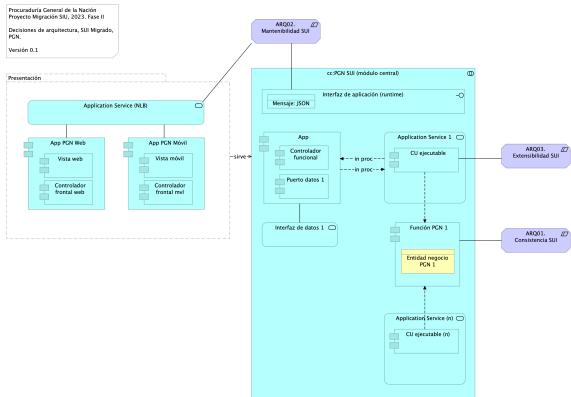 Procuraduría General de la Nación
Proyecto Migración SIU, 2023. Fase II
Decisiones de arquitectura, SUI Migrado,
PGN.
Versión 0.1
ARQ02.
Mantenibilidad SUI
Presentación
Application Service (NLB)
App PGN Web
Vista web
Controlador
frontal web
App PGN Móvil
Vista móvil
Controlador
frontal mvl
sirve
cc:PGN SUI (módulo central)
Interfaz de aplicación (runtime)
Mensaje: JSON
App
Controlador
funcional
Puerto datos 1
Interfaz de datos 1
in proc
in proc
Application Service 1
CU ejecutable
Función PGN 1
Entidad negocio
PGN 1
Application Service (n)
CU ejecutable (n)
ARQ03.
Extensibilidad SUI
ARQ01.
Consistencia SUI